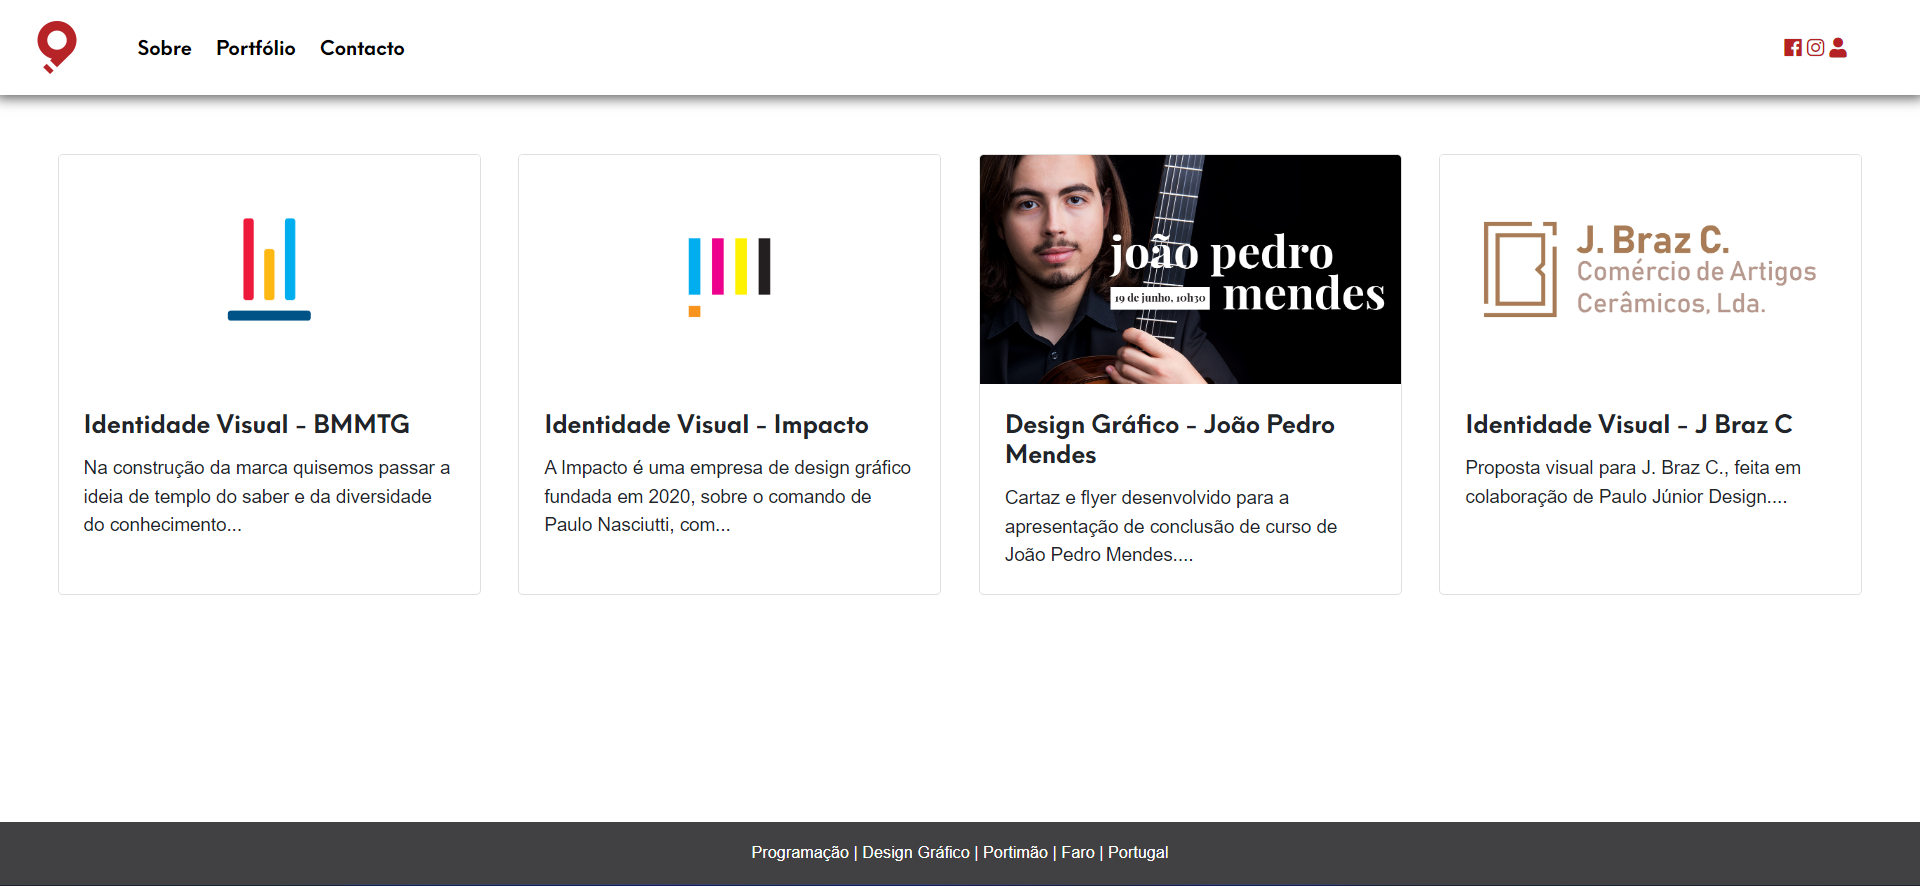 Sobre Portfólio Contacto
joão pedro
19 de junho, 10h30 mendes
J. Braz C.
Comércio de Artigos
Cerâmicos, Lda.
Identidade Visual - BMMTG
Na construção da marca quisemos passar a
ideia de templo do saber e da diversidade
do conhecimento...
Identidade Visual - Impacto
A Impacto é uma empresa de design gráfico
fundada em 2020, sobre o comando de
Paulo Nasciutti, com...
Design Gráfico - João Pedro
Mendes
Cartaz e flyer desenvolvido para a
apresentação de conclusão de curso de
João Pedro Mendes....
Identidade Visual - J Braz C
Proposta visual para J. Braz C., feita em
colaboração de Paulo Júnior Design....
Programação | Design Gráfico | Portimão | Faro | Portugal